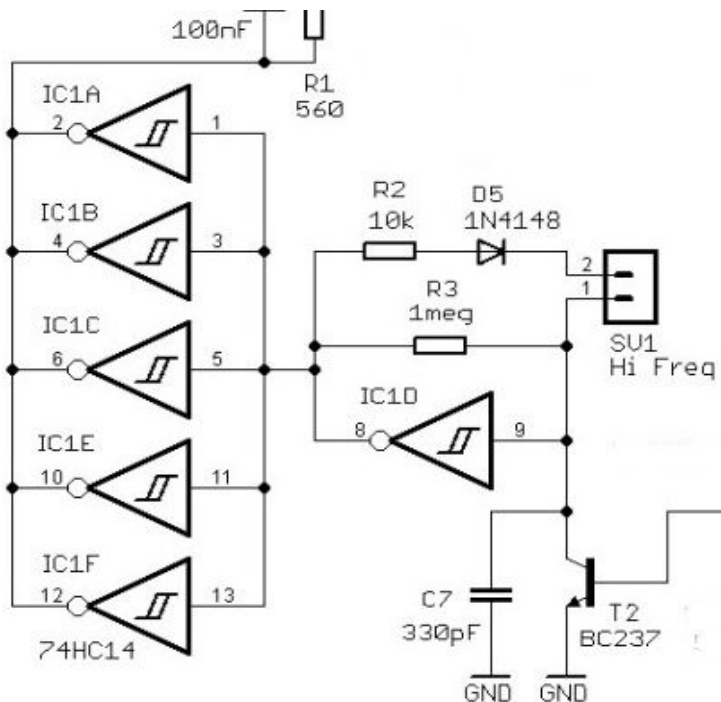 100nF
R1
560
IC1A
2
1
IC1B
4
3
IC1C
6
5
IC1E
10
11
IC1F
12
13
74HC14
R2
10k
D5
1N4148
R3
1meg
IC1D
8
9
2
1
SV1
Hi Freq
C7
330pF
T2
BC237
GND
GND